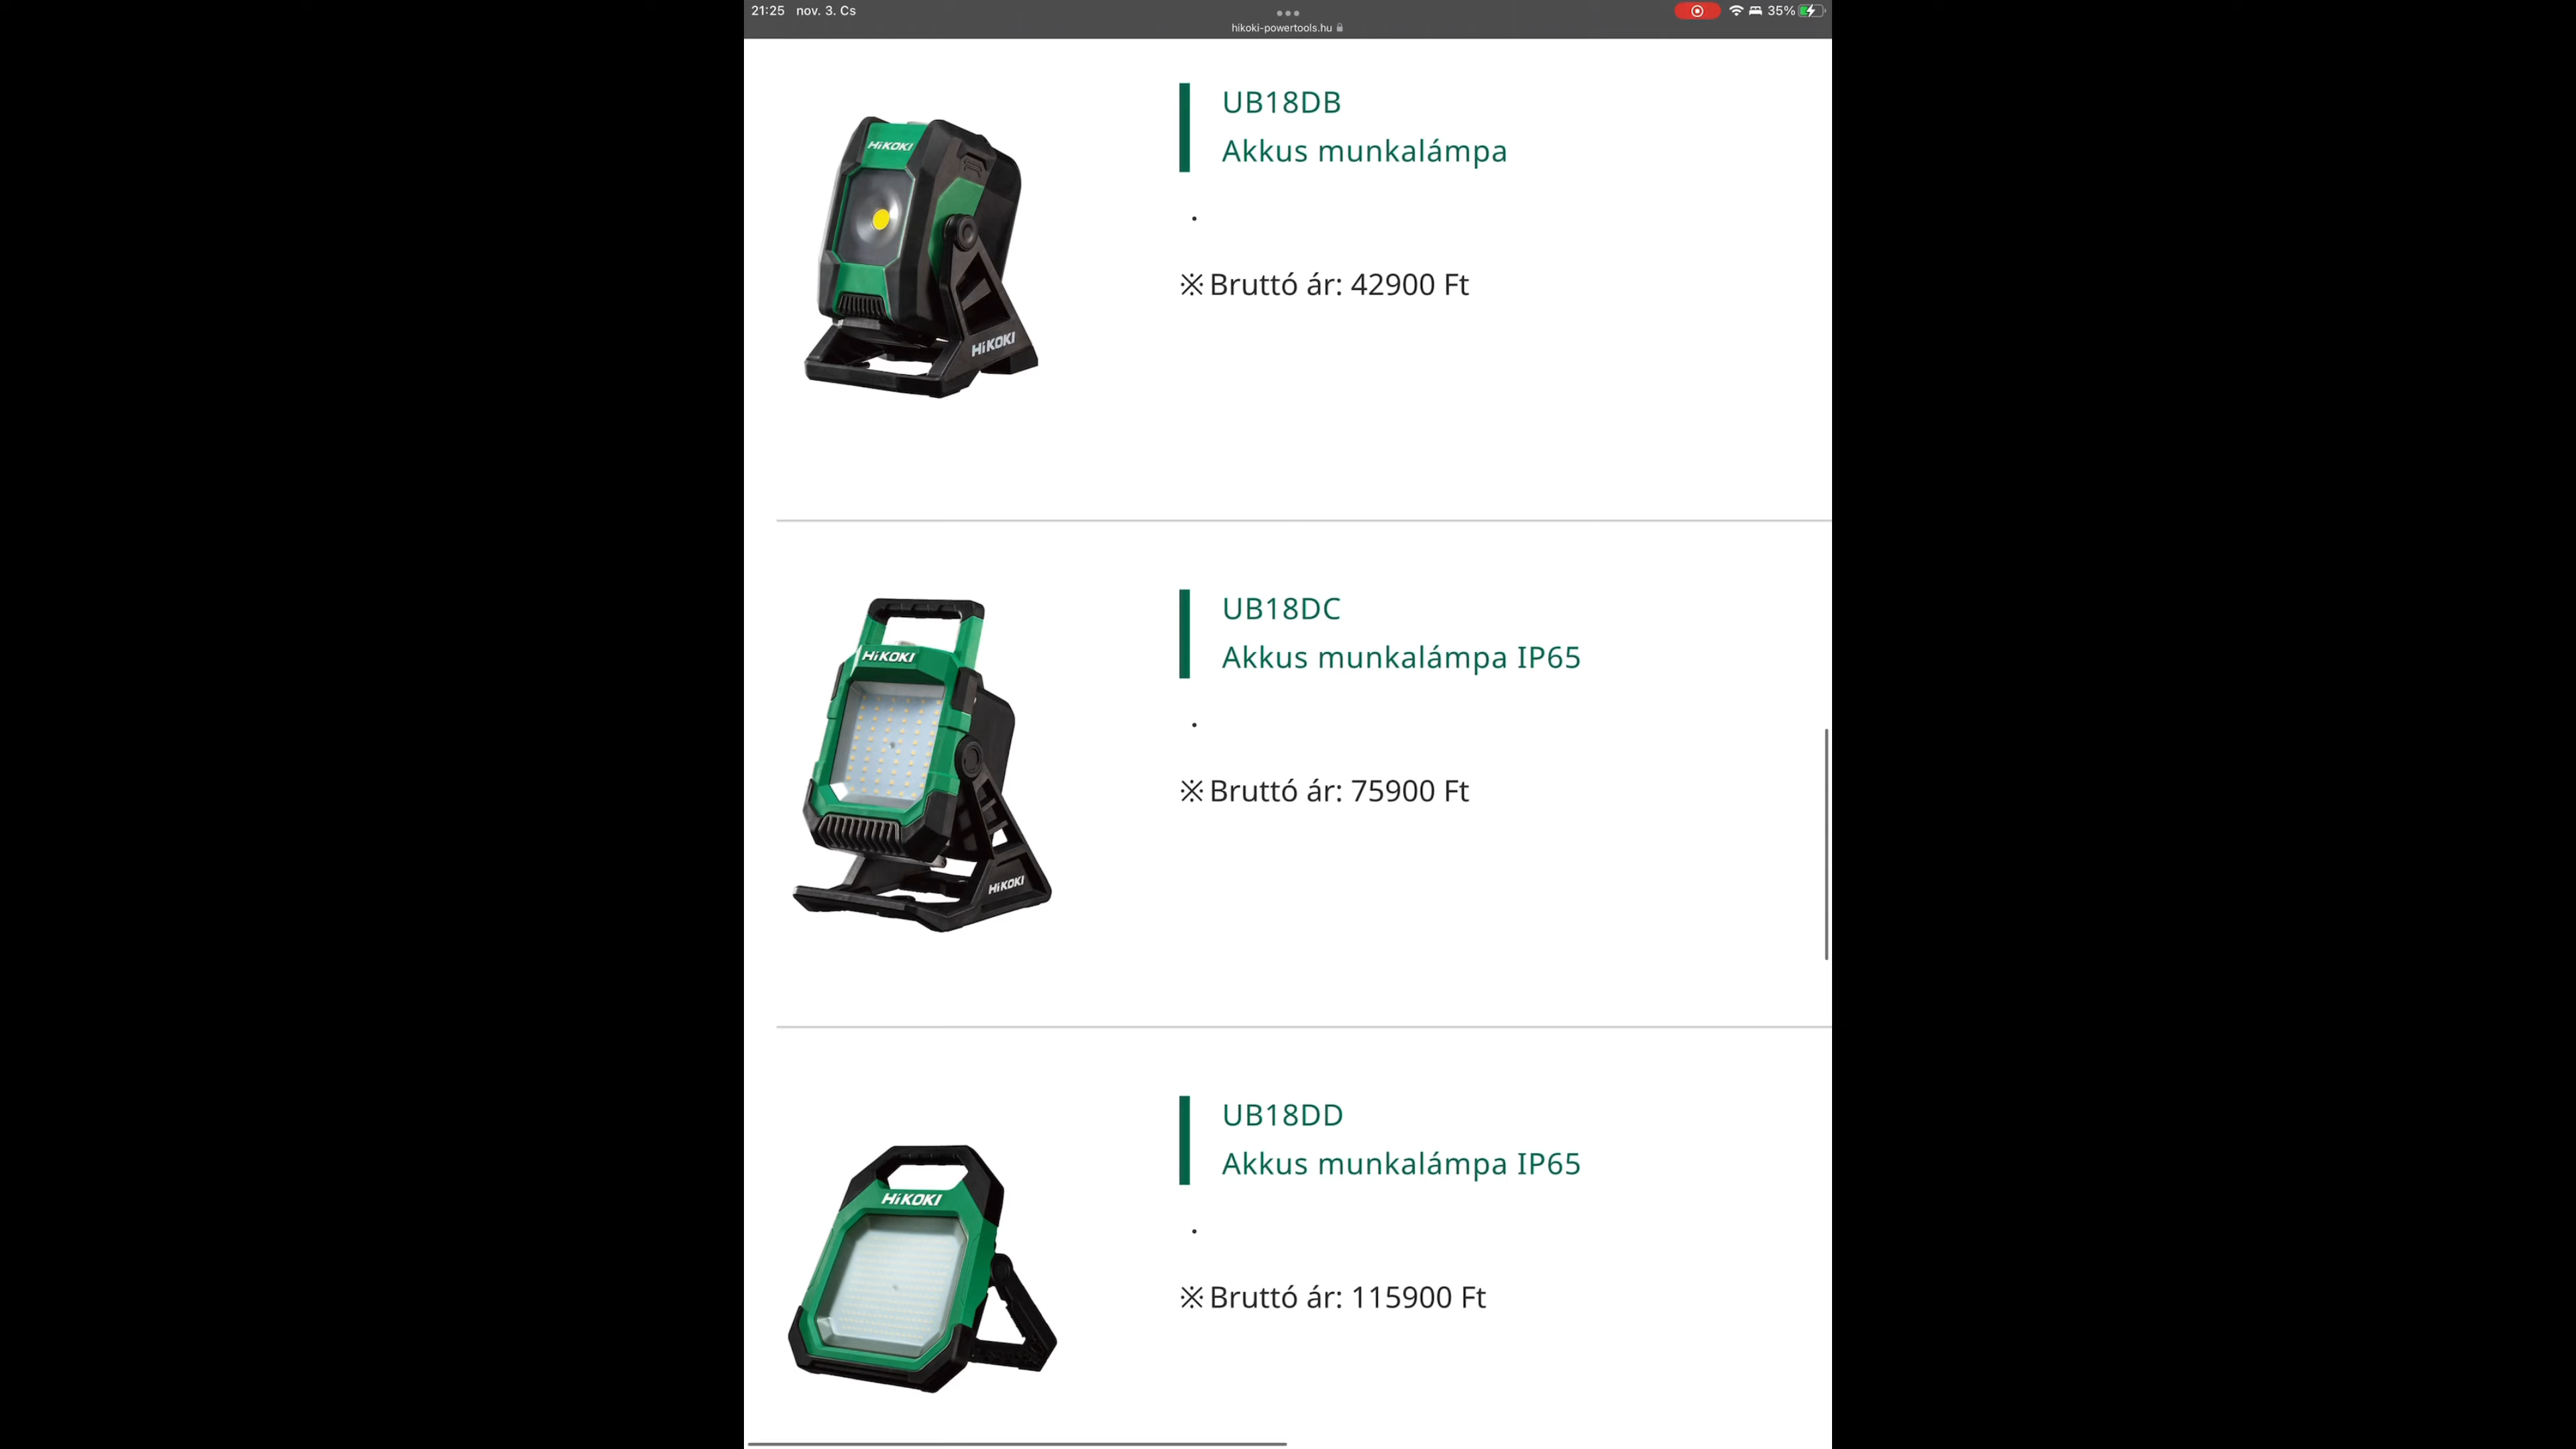 21:25 nov. 3. Cs
35%
hikoki-powertools.hu
HiKOKI
HiKOKI
UB18DB
Akkus munkalámpa
·
※Bruttó ár: 42900 Ft
HiKOKI
HiKOKI
UB18DC
Akkus munkalámpa IP65
·
※Bruttó ár: 75900 Ft
HiKOKI
UB18DD
Akkus munkalámpa IP65
·
※Bruttó ár: 115900 Ft